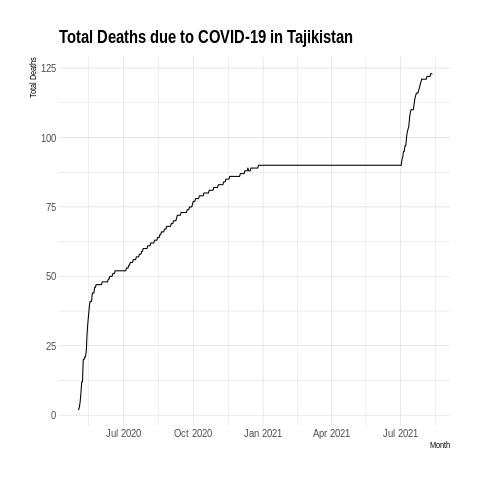 Total Deaths due to COVID-19 in Tajikistan
Total Deaths
125
100
75
50
25
0
Jul 2020 Oct 2020 Jan 2021 Apr 2021 Jul 2021
Month